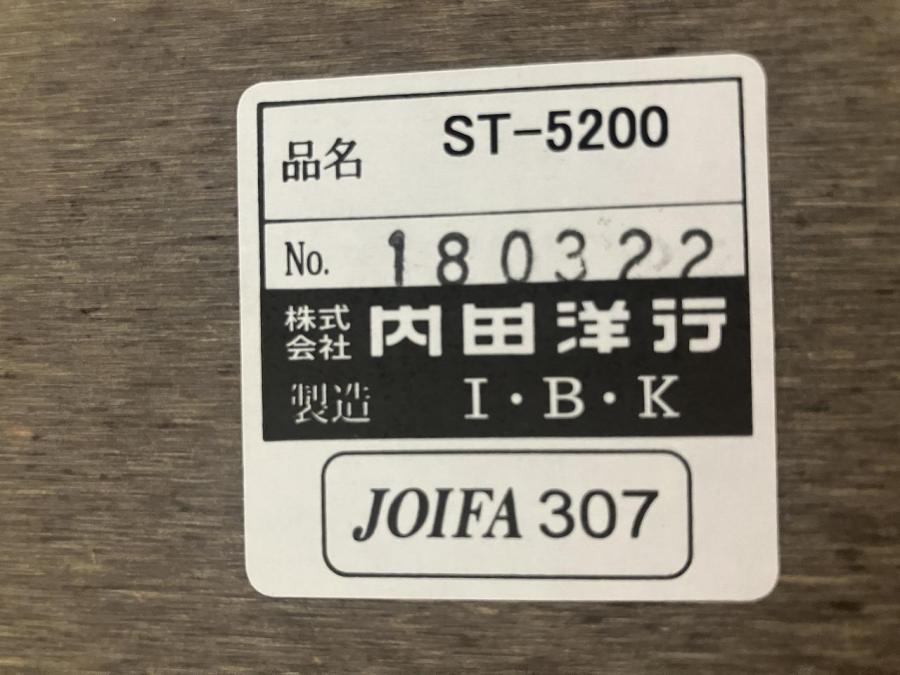 品名 ST-5200
No. 180322
株式会社 内田洋行
製造 I・B・K
JOIFA 307